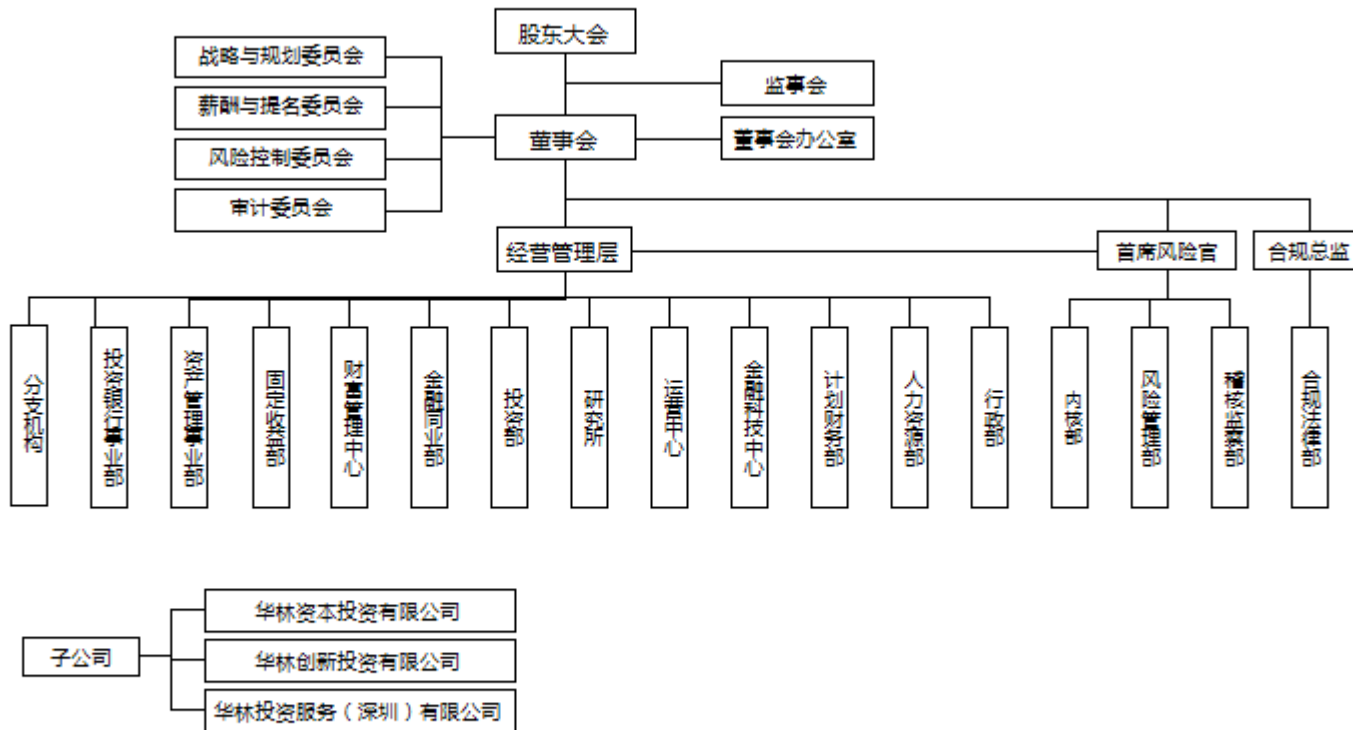 股东大会
战略与规划委员会
监事会
薪酬与提名委员会
董事会
董事会办公室
风险控制委员会
审计委员会
经营管理层
首席风险官
合规总监
分支机构
投资银行事业部
资产管理事业部
固定收益部
财富管理中心
金融同业部
投资部
研究所
运营中心
金融科技中心
计划财务部
人力资源部
行政部
内核部
风险管理部
稽核监察部
合规法律部
华林资本投资有限公司
子公司
华林创新投资有限公司
华林投资服务（深圳）有限公司